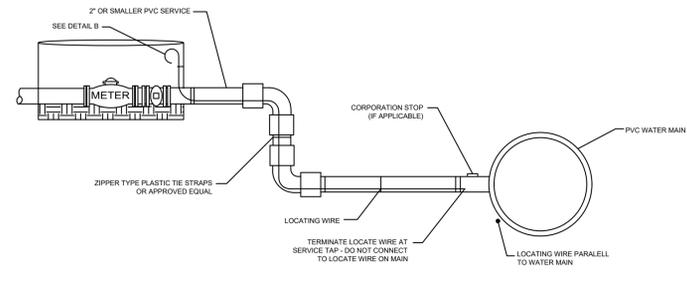 2" OR SMALLER PVC SERVICE
SEE DETAIL B
METER
CORPORATION STOP
(IF APPLICABLE)
PVC WATER MAIN
ZIPPER TYPE PLASTIC TIE STRAPS
OR APPROVED EQUAL
LOCATING WIRE
TERMINATE LOCATE WIRE AT
SERVICE TAP - DO NOT CONNECT
TO LOCATE WIRE ON MAIN
LOCATING WIRE PARALELL
TO WATER MAIN